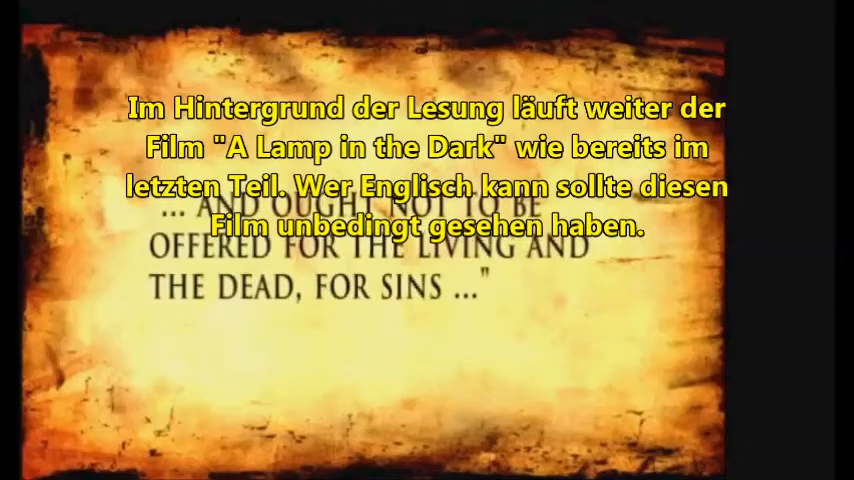 Im Hintergrund der Lesung läuft weiter der
Film "A Lamp in the Dark" wie bereits im
letzten Teil. Wer Englisch kann sollte diesen
Film unbedingt gesehen haben.
"... AND OUGHT NOT TO BE
OFFERED FOR THE LIVING AND
THE DEAD, FOR SINS ..."